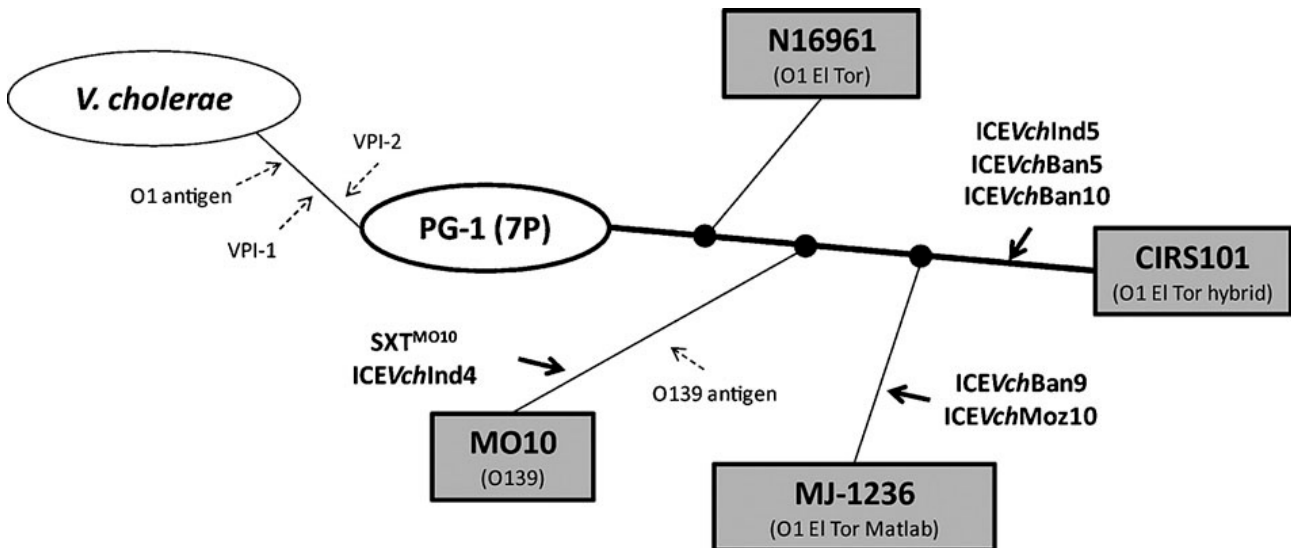 N16961
(O1 El Tor)
V. cholerae
VPI-2
O1 antigen
VPI-1
PG-1 (7P)
ICEVchInd5
ICEVchBan5
ICEVchBan10
CIRS101
(O1 El Tor hybrid)
SXTᴹᴼ¹⁰
ICEVchInd4
O139 antigen
ICEVchBan9
ICEVchMoz10
MO10
(O139)
MJ-1236
(O1 El Tor Matlab)